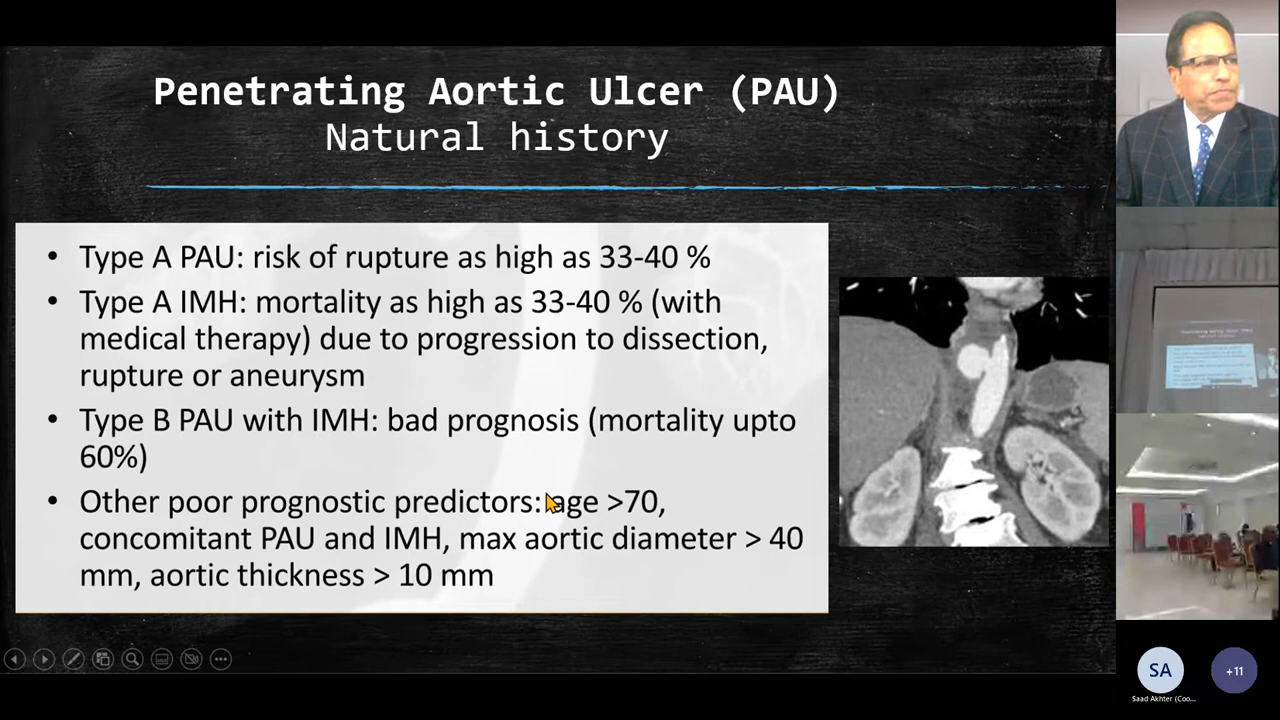 Penetrating Aortic Ulcer (PAU)
Natural history
• Type A PAU: risk of rupture as high as 33-40 %
• Type A IMH: mortality as high as 33-40 % (with
medical therapy) due to progression to dissection,
rupture or aneurysm
• Type B PAU with IMH: bad prognosis (mortality upto
60%)
• Other poor prognostic predictors: age >70,
concomitant PAU and IMH, max aortic diameter > 40
mm, aortic thickness > 10 mm
SA
+11
Saad Akhter (Coo...